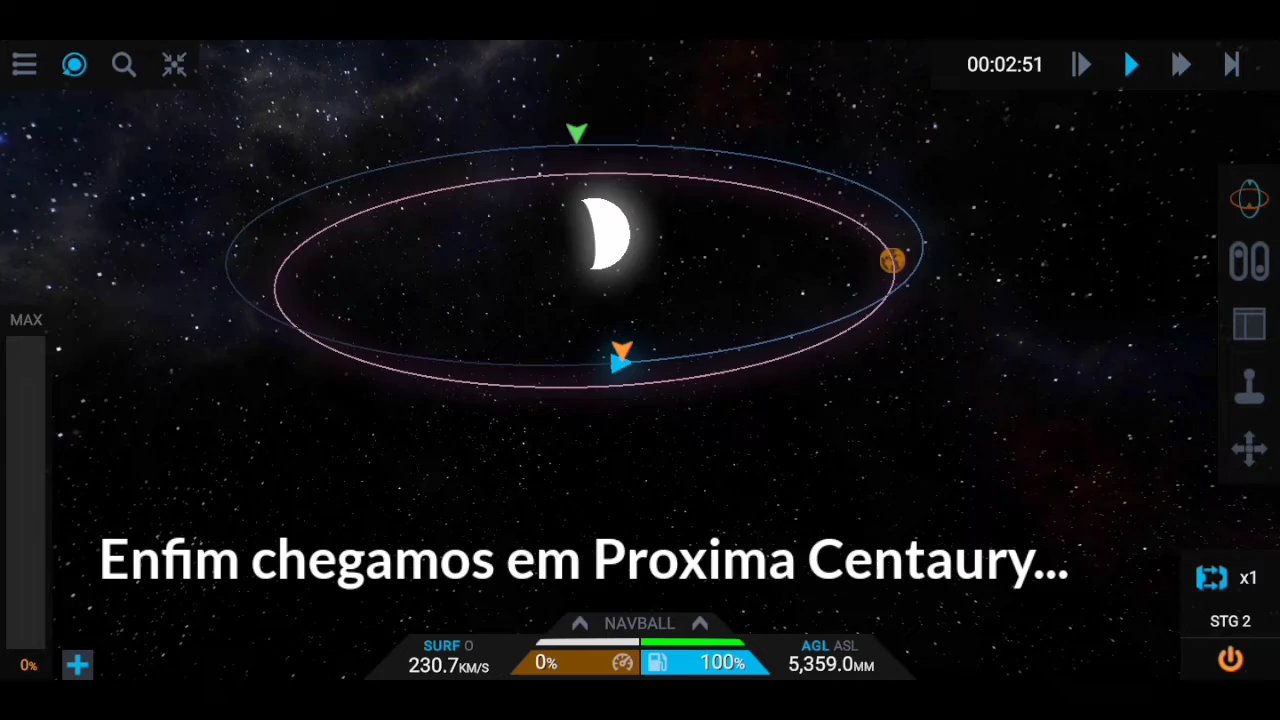 00:02:51
MAX
Enfim chegamos em Proxima Centaury...
x1
STG 2
NAVBALL
SURF O
AGL ASL
0%
230.7KM/S
0%
100%
5,359.0MM